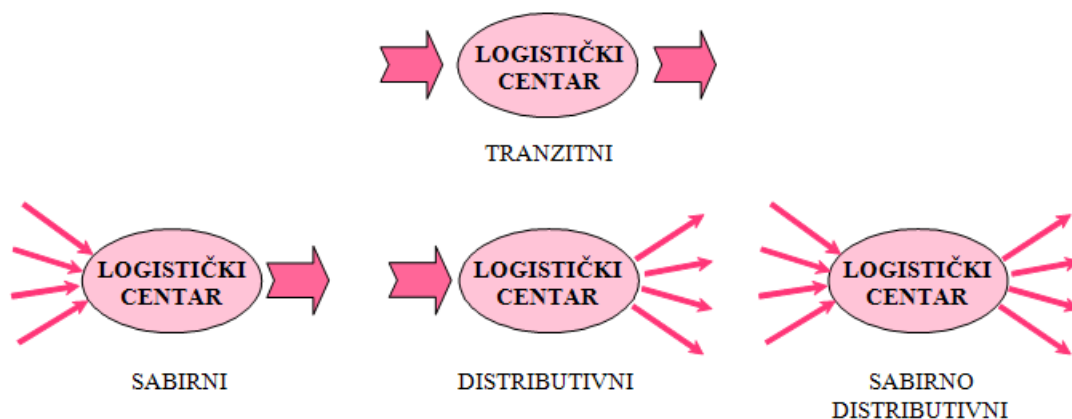 LOGISTIČKI
CENTAR
TRANZITNI
LOGISTIČKI
CENTAR
SABIRNI
LOGISTIČKI
CENTAR
DISTRIBUTIVNI
LOGISTIČKI
CENTAR
SABIRNO
DISTRIBUTIVNI